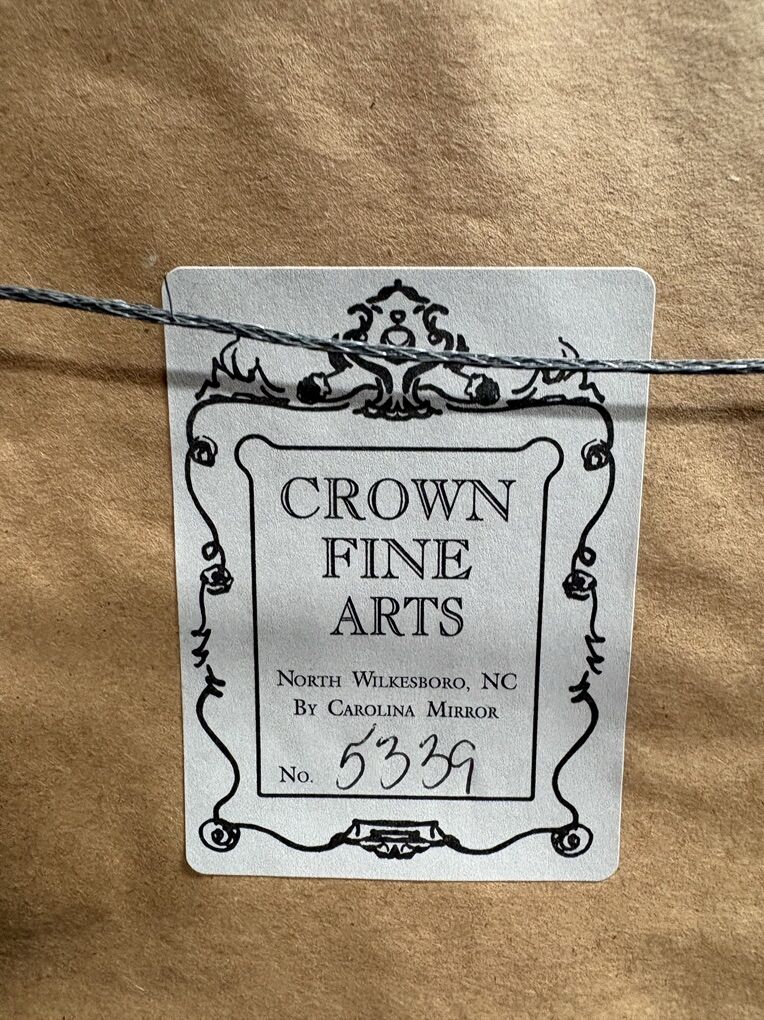 CROWN
FINE
ARTS
NORTH WILKESBORO, NC
BY CAROLINA MIRROR
NO. 5339